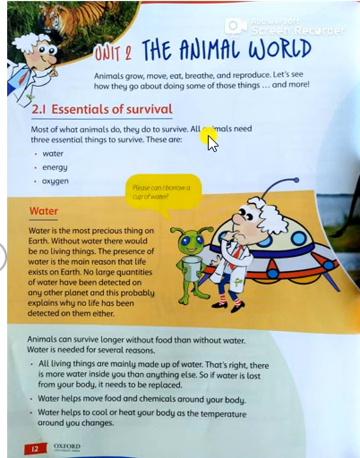 Apowersoft
Screen Recorder
UNIT 2 THE ANIMAL WORLD
Animals grow, move, eat, breathe, and reproduce. Let's see
how they go about doing some of those things ... and more!
2.1 Essentials of survival
Most of what animals do, they do to survive. All animals need
three essential things to survive. These are:
• water
• energy
• oxygen
Please can I borrow a
cup of water?
Water
Water is the most precious thing on
Earth. Without water there would
be no living things. The presence of
water is the main reason that life
exists on Earth. No large quantities
of water have been detected on
any other planet and this probably
explains why no life has been
detected on them either.
Animals can survive longer without food than without water.
Water is needed for several reasons.
• All living things are mainly made up of water. That's right, there
is more water inside you than anything else. So if water is lost
from your body, it needs to be replaced.
• Water helps move food and chemicals around your body.
• Water helps to cool or heat your body as the temperature
around you changes.
12
OXFORD